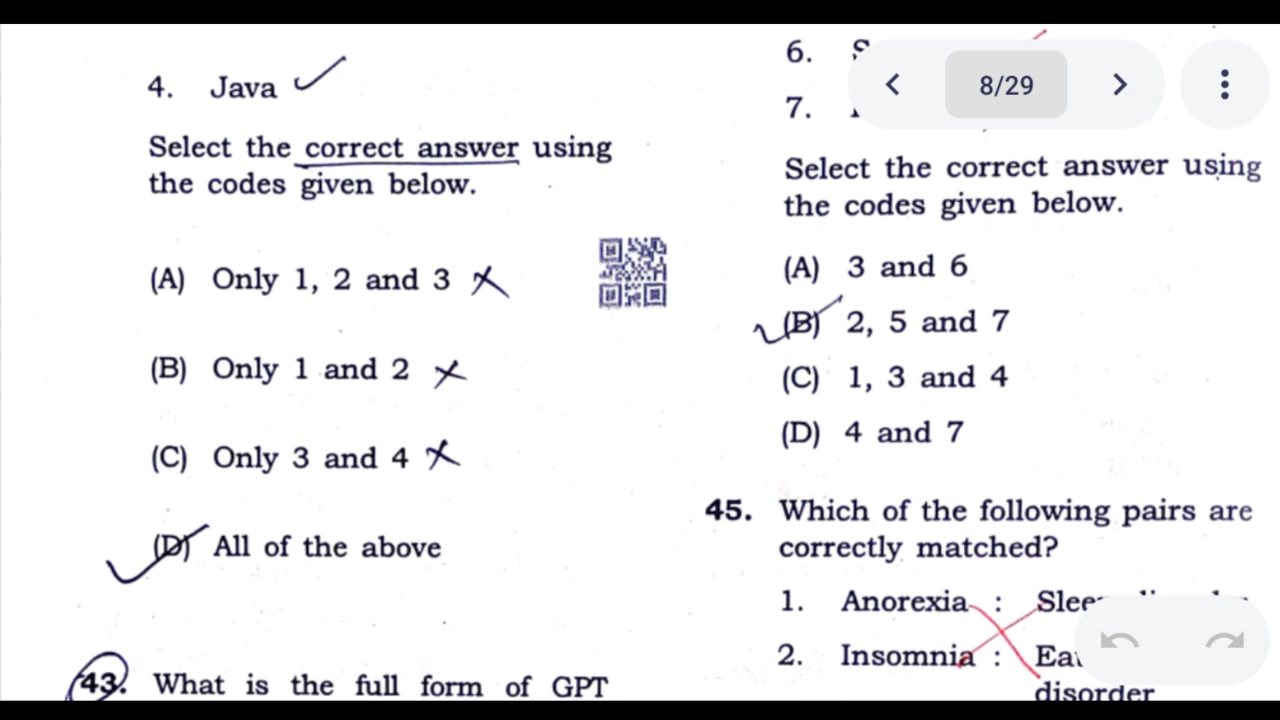 4. Java
Select the correct answer using
the codes given below.
(A) Only 1, 2 and 3
(B) Only 1 and 2
(C) Only 3 and 4
(D) All of the above
43. What is the full form of GPT
6.
7.
8/29
Select the correct answer using
the codes given below.
(A) 3 and 6
(B) 2, 5 and 7
(C) 1, 3 and 4
(D) 4 and 7
45. Which of the following pairs are
correctly matched?
1. Anorexia :
2. Insomnia :
disorder